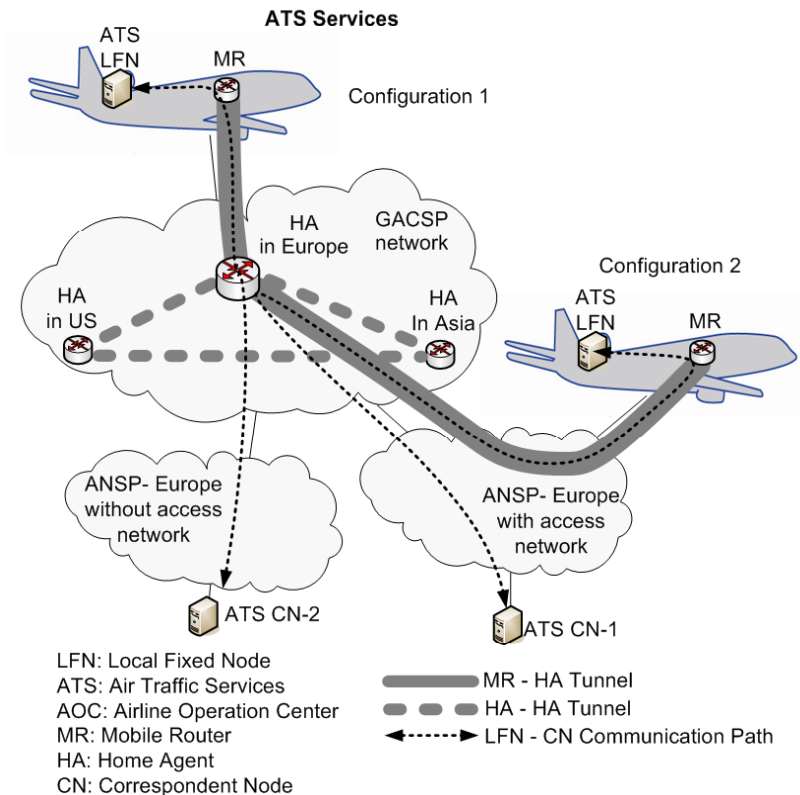 ATS Services
ATS
LFN
MR
Configuration 1
HA
in Europe
GACSP
network
Configuration 2
HA
in US
HA
In Asia
ATS
LFN
MR
ANSP- Europe
without access
network
ANSP- Europe
with access
network
ATS CN-2
ATS CN-1
LFN: Local Fixed Node
ATS: Air Traffic Services
AOC: Airline Operation Center
MR: Mobile Router
HA: Home Agent
CN: Correspondent Node
MR - HA Tunnel
HA - HA Tunnel
LFN - CN Communication Path